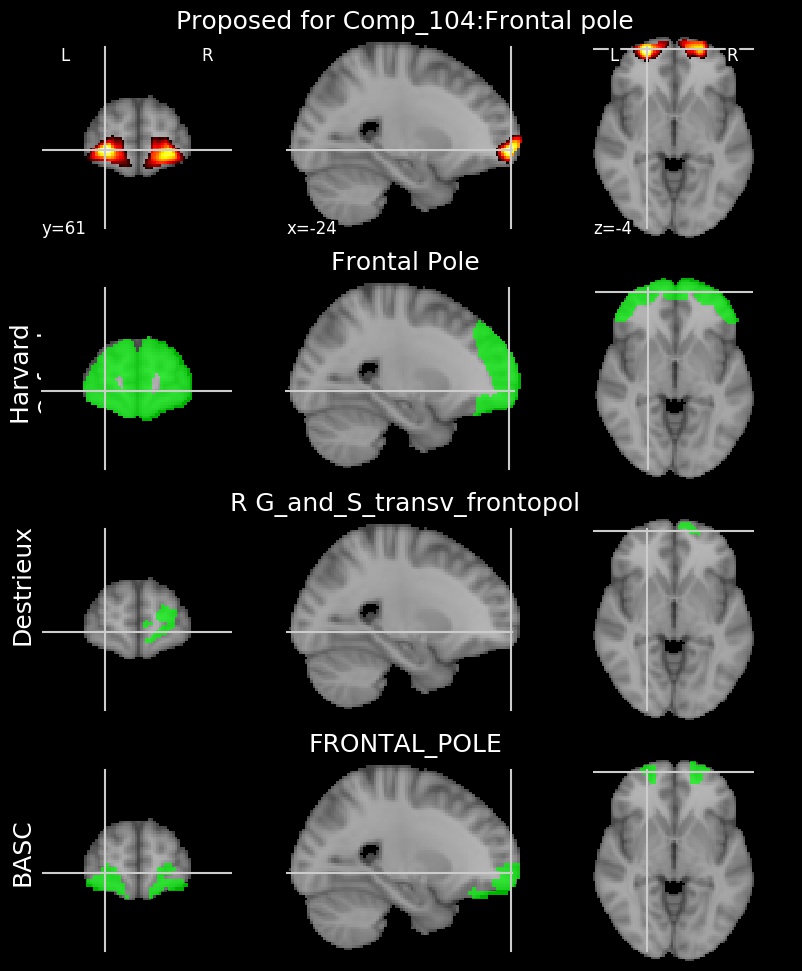 Proposed for Comp_104:Frontal pole
L R L R
y=61 x=-24 z=-4
Frontal Pole
Harvard
R G_and_S_transv_frontopol
Destrieux
FRONTAL_POLE
BASC